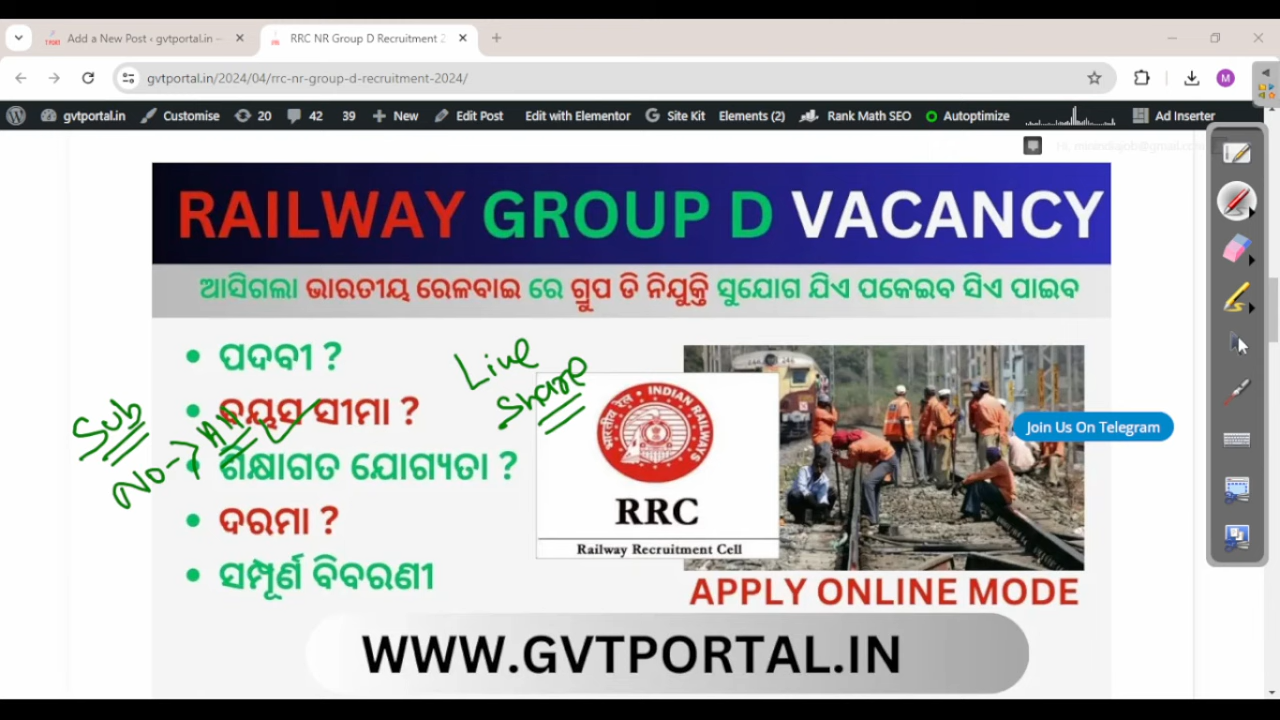 Add a New Post ‹ gvtportal.in –
RRC NR Group D Recruitment 2
gvtportal.in/2024/04/rrc-nr-group-d-recruitment-2024/
M
gvtportal.in Customise 20 42 39 New Edit Post Edit with Elementor Site Kit Elements (2) Rank Math SEO Autoptimize Ad Inserter
RAILWAY GROUP D VACANCY
ଆସିଗଲା ଭାରତୀୟ ରେଳବାଇ ରେ ଗ୍ରୁପ ଡି ନିଯୁକ୍ତି ସୁଯୋଗ ଯିଏ ପକେଇବ ସିଏ ପାଇବ
• ପଦବୀ ?
Live
Share
• ବୟସ ସୀମା ?
Sub
No → All
• ଶିକ୍ଷାଗତ ଯୋଗ୍ୟତା ?
• ଦରମା ?
• ସମ୍ପୂର୍ଣ ବିବରଣୀ
भारतीय रेल INDIAN RAILWAYS
RRC
Railway Recruitment Cell
Join Us On Telegram
APPLY ONLINE MODE
WWW.GVTPORTAL.IN